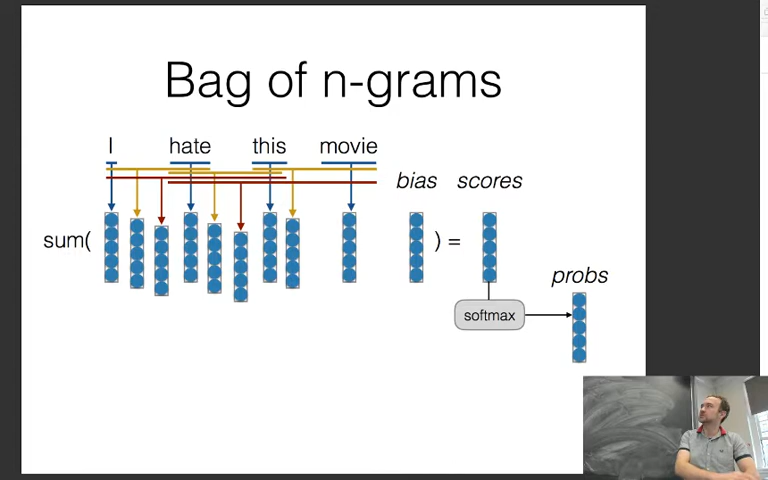 Bag of n-grams
I hate this movie
bias scores
sum( ) =
probs
softmax